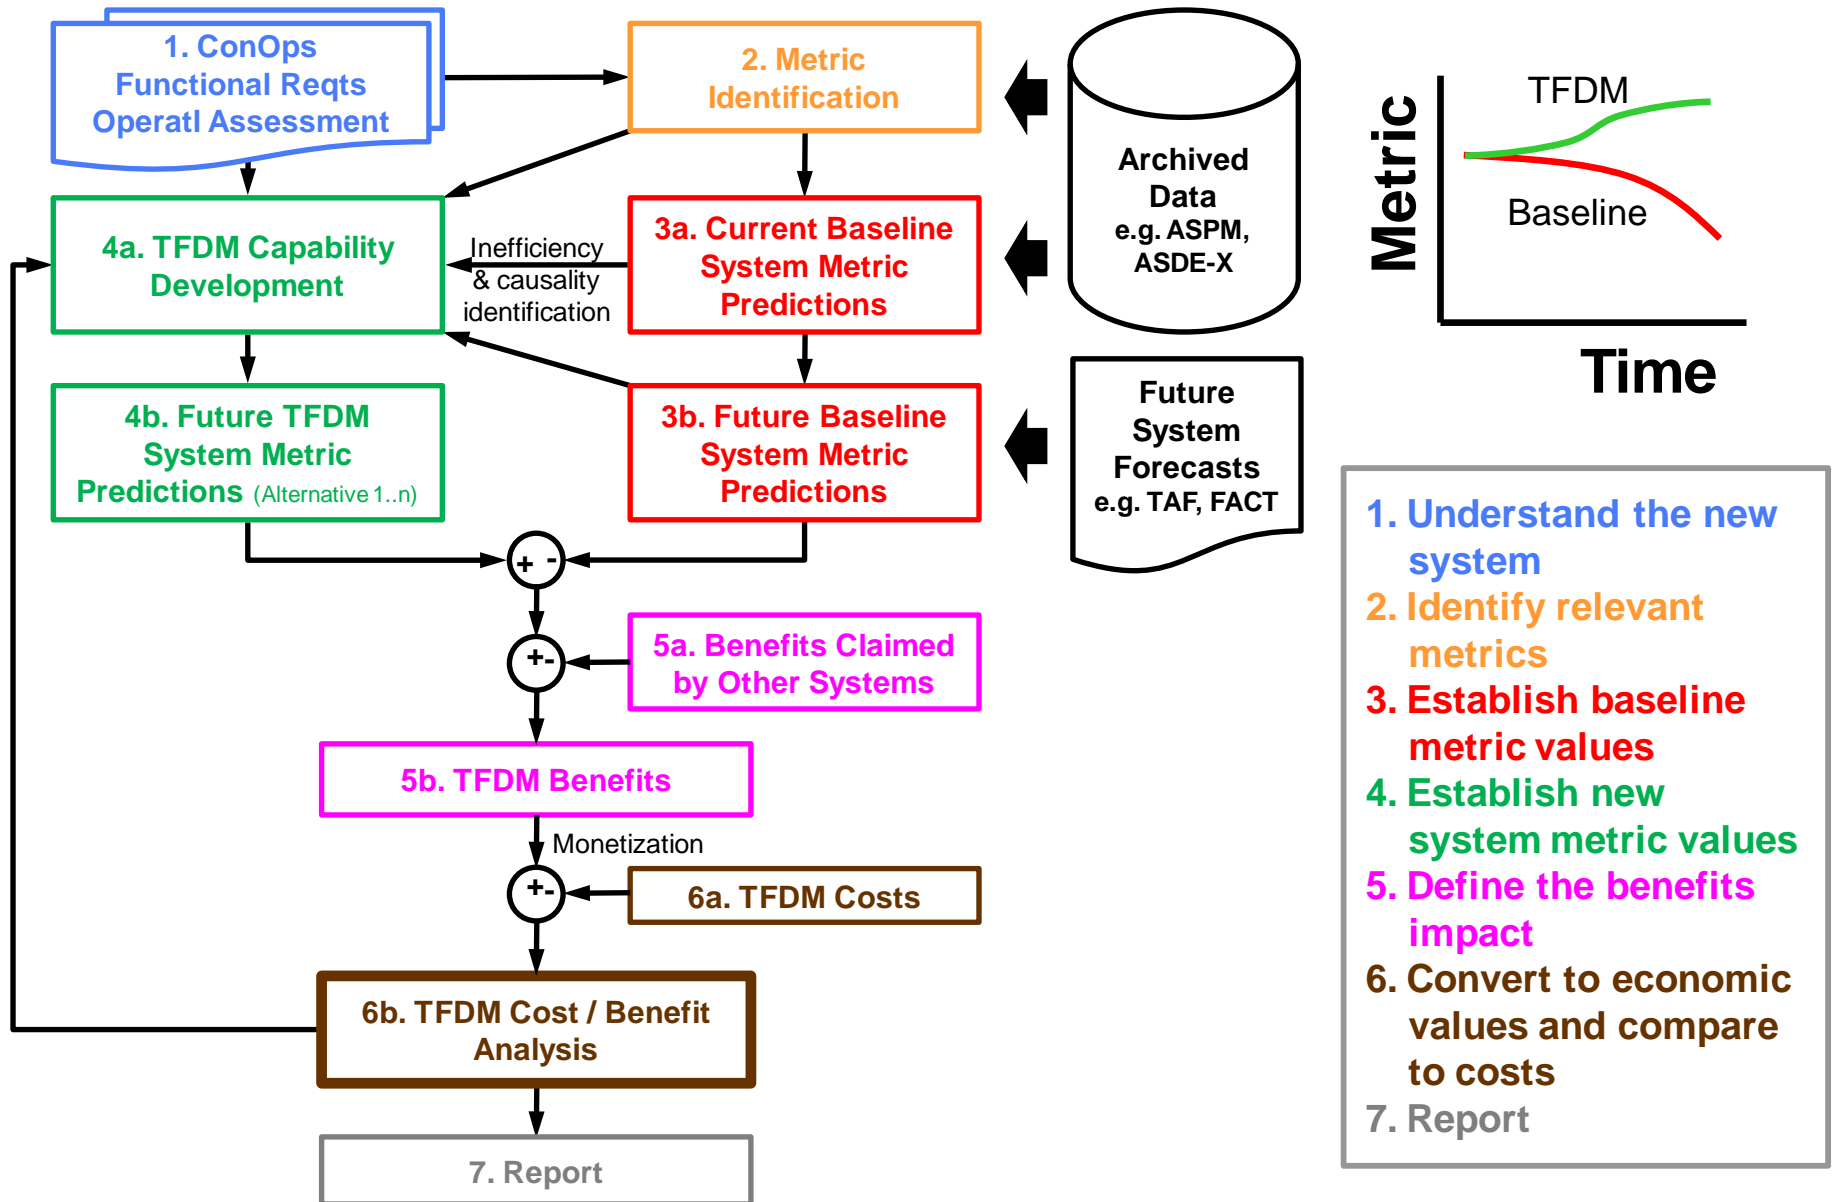 1. ConOps
Functional Reqts
Operatl Assessment
2. Metric
Identification
Archived
Data
e.g. ASPM,
ASDE-X
Metric
TFDM
Baseline
Time
4a. TFDM Capability
Development
Inefficiency
& causality
identification
3a. Current Baseline
System Metric
Predictions
4b. Future TFDM
System Metric
Predictions (Alternative 1..n)
3b. Future Baseline
System Metric
Predictions
Future
System
Forecasts
e.g. TAF, FACT
+ -
+-
5a. Benefits Claimed
by Other Systems
5b. TFDM Benefits
Monetization
+-
6a. TFDM Costs
6b. TFDM Cost / Benefit
Analysis
7. Report
1. Understand the new
system
2. Identify relevant
metrics
3. Establish baseline
metric values
4. Establish new
system metric values
5. Define the benefits
impact
6. Convert to economic
values and compare
to costs
7. Report